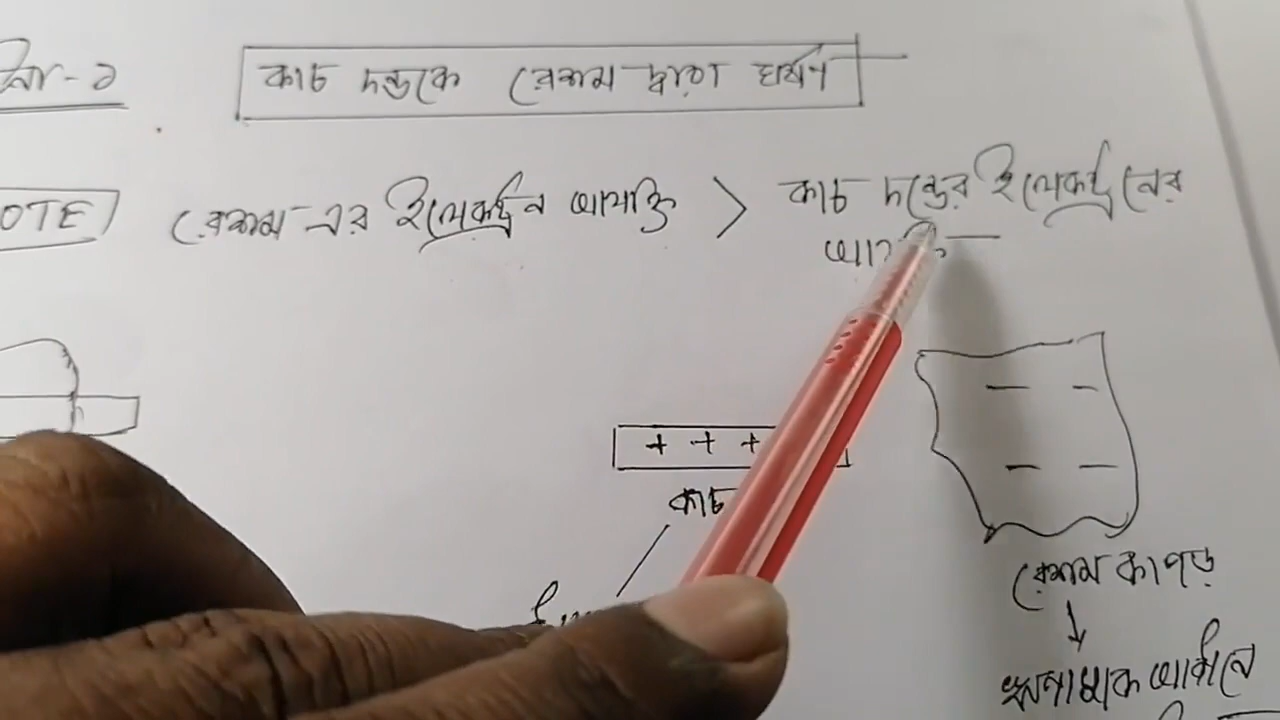 কাচ দন্ডকে রেশম দ্বারা ঘর্ষণ
OTE
রেশম-এর ইলেকট্রন আসক্তি > কাচ দন্ডের ইলেকট্রনের
+ + +
কাচ
রেশম কাপড়
ঋণাত্মক আধানে